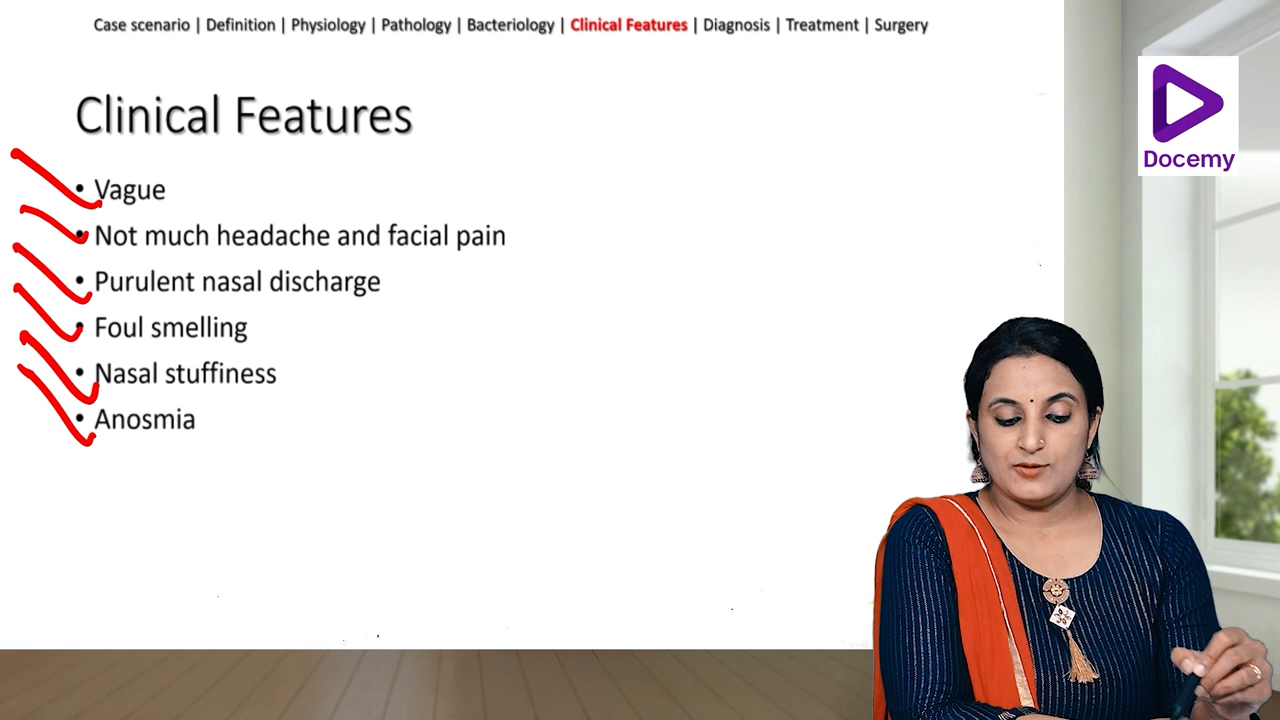 Case scenario | Definition | Physiology | Pathology | Bacteriology | Clinical Features | Diagnosis | Treatment | Surgery
Clinical Features
• Vague
• Not much headache and facial pain
• Purulent nasal discharge
• Foul smelling
• Nasal stuffiness
• Anosmia
Docemy